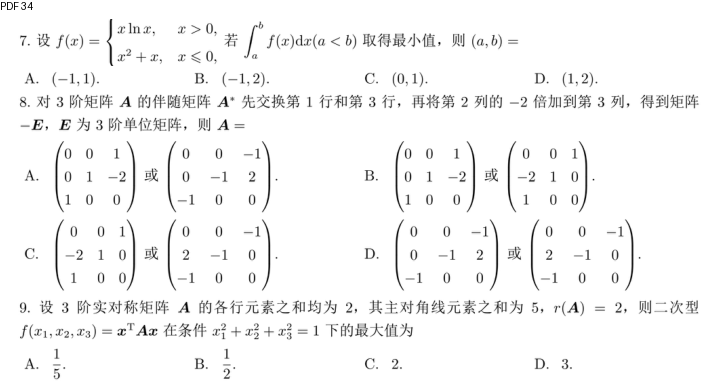 PDF 34
7. 设 f(x) = { x ln x, x > 0, x² + x, x ⩽ 0, 若 ∫ₐᵇ f(x)dx(a < b) 取得最小值，则 (a, b) =
A. (−1, 1). B. (−1, 2). C. (0, 1). D. (1, 2).
8. 对 3 阶矩阵 A 的伴随矩阵 A* 先交换第 1 行和第 3 行，再将第 2 列的 −2 倍加到第 3 列，得到矩阵
−E，E 为 3 阶单位矩阵，则 A =
A. (0 0 1; 0 1 −2; 1 0 0) 或 (0 0 −1; 0 −1 2; −1 0 0). B. (0 0 1; 0 1 −2; 1 0 0) 或 (0 0 1; −2 1 0; 1 0 0).
C. (0 0 1; −2 1 0; 1 0 0) 或 (0 0 −1; 2 −1 0; −1 0 0). D. (0 0 −1; 0 −1 2; −1 0 0) 或 (0 0 −1; 2 −1 0; −1 0 0).
9. 设 3 阶实对称矩阵 A 的各行元素之和均为 2，其主对角线元素之和为 5，r(A) = 2，则二次型
f(x₁, x₂, x₃) = xᵀAx 在条件 x₁² + x₂² + x₃² = 1 下的最大值为
A. 1/5. B. 1/2. C. 2. D. 3.